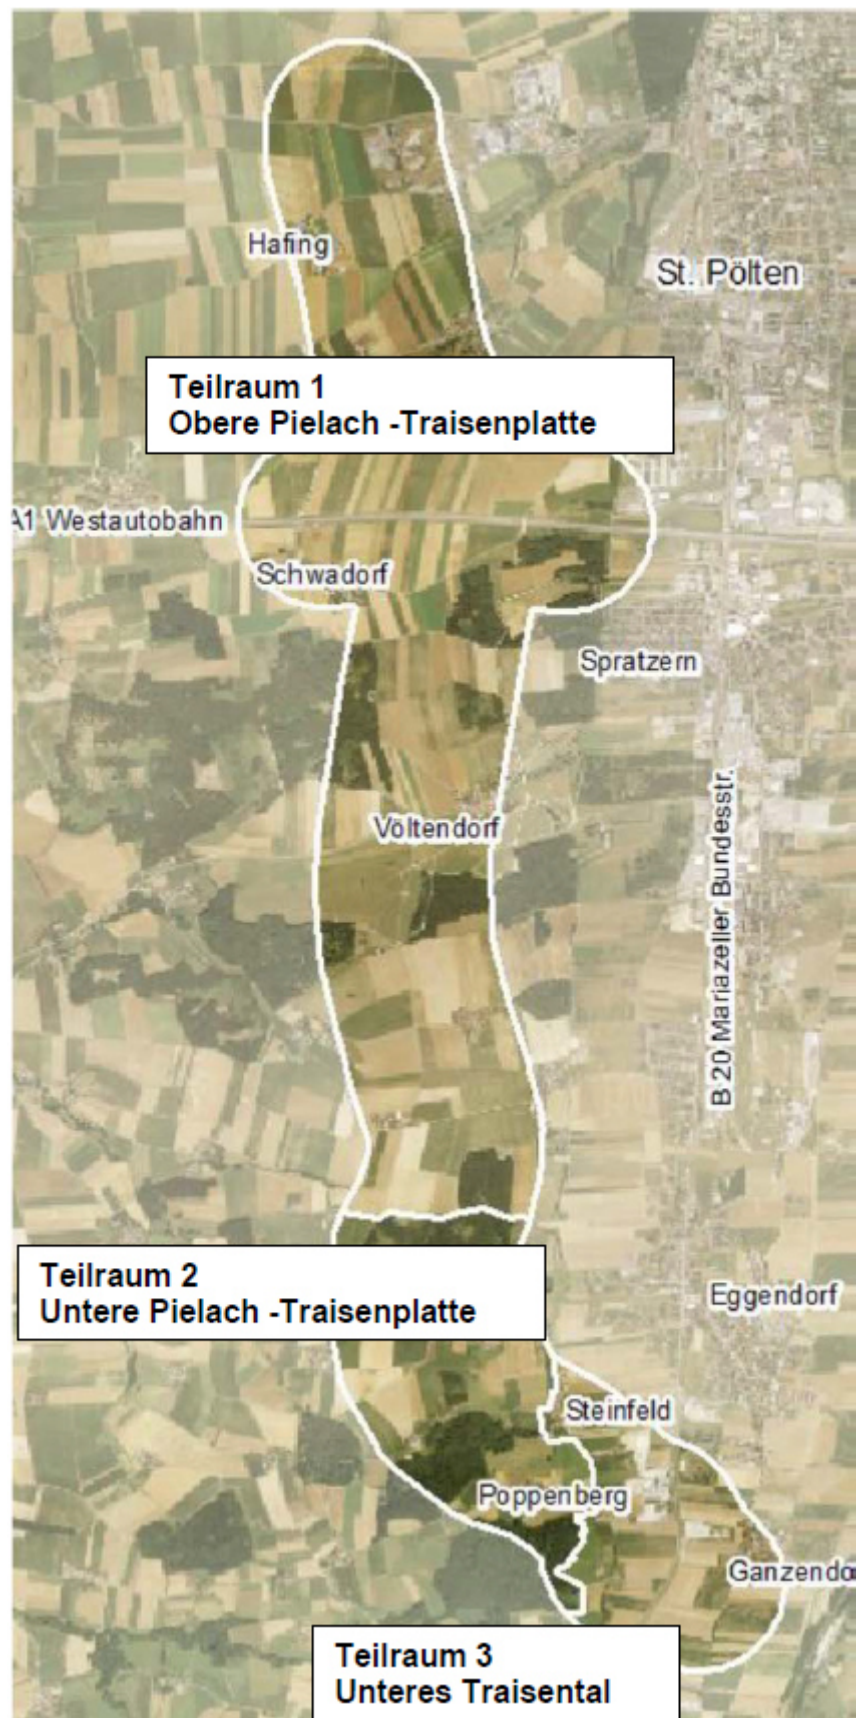 Hafing
St. Pölten
Teilraum 1
Obere Pielach -Traisenplatte
A1 Westautobahn
Schwadorf
Spratzern
Völtendorf
B 20 Mariazeller Bundesstr.
Teilraum 2
Untere Pielach -Traisenplatte
Eggendorf
Steinfeld
Poppenberg
Ganzendo
Teilraum 3
Unteres Traisental